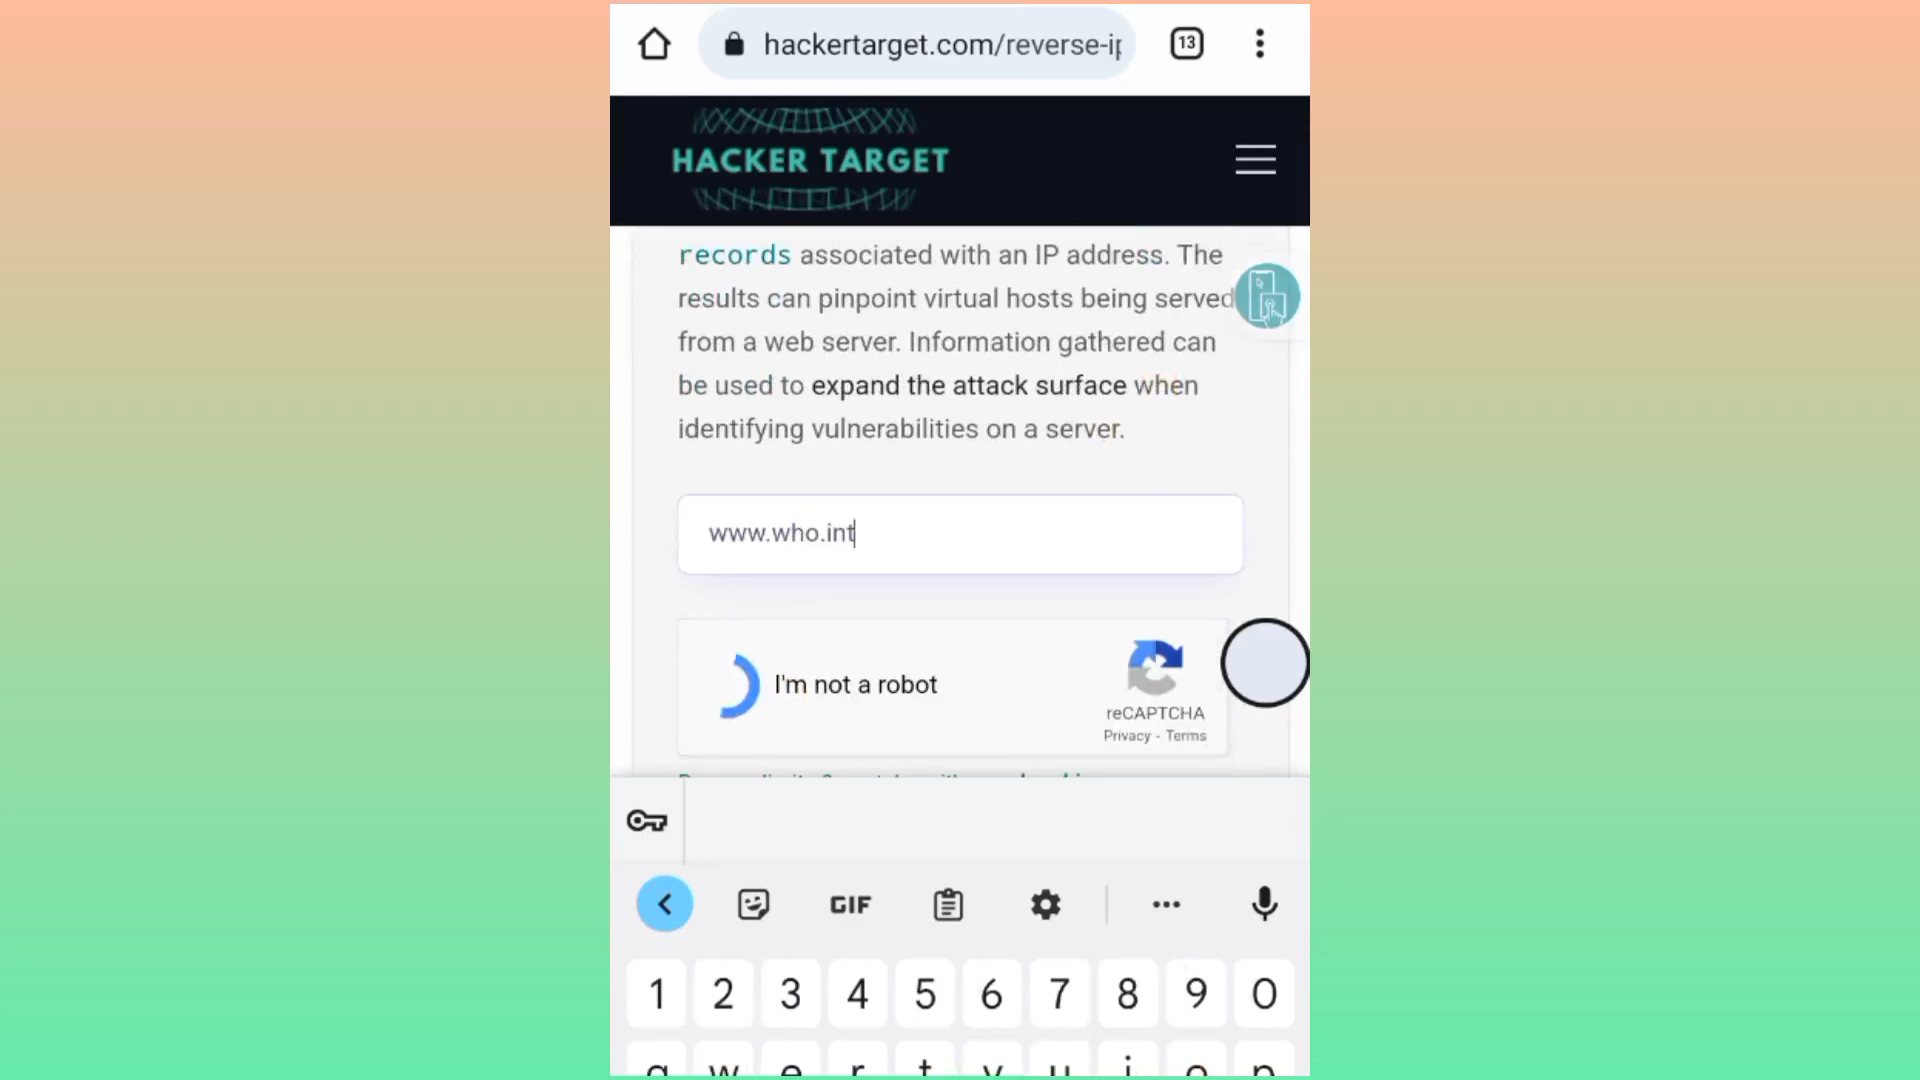 hackertarget.com/reverse-ip
13
HACKER TARGET
records associated with an IP address. The
results can pinpoint virtual hosts being served
from a web server. Information gathered can
be used to expand the attack surface when
identifying vulnerabilities on a server.
www.who.int
I'm not a robot
reCAPTCHA
Privacy - Terms
GIF
1 2 3 4 5 6 7 8 9 0
q w e r t y u i o p